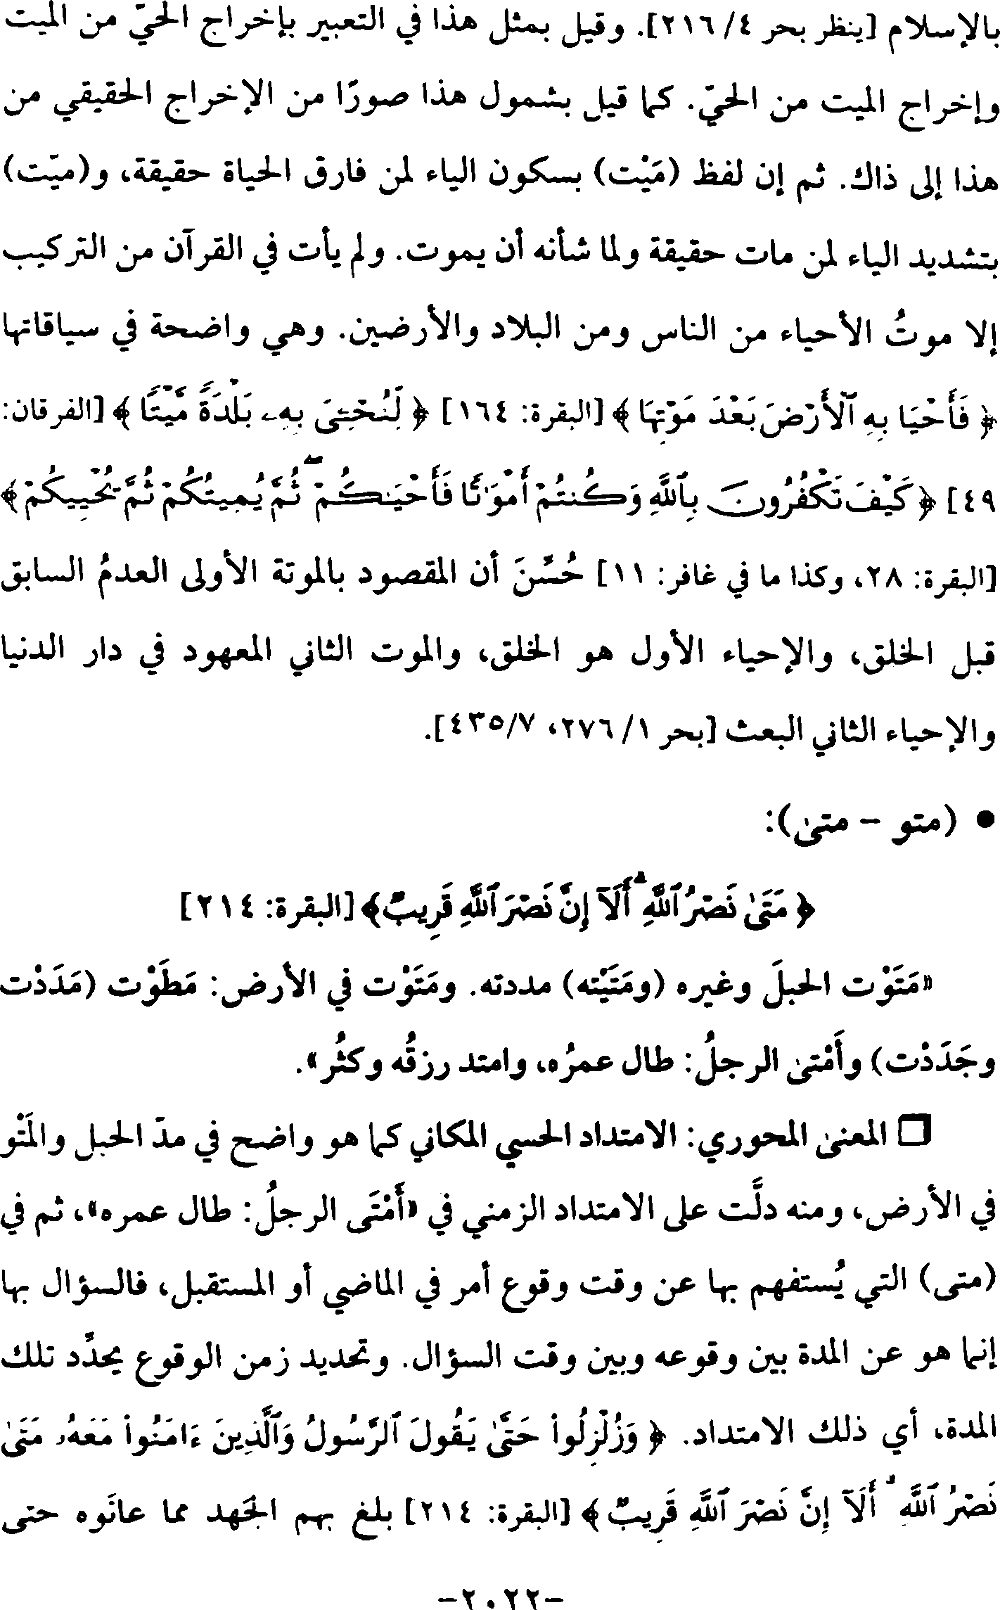 بالإسلام [ينظر بحر ٤/ ٢١٦]. وقيل بمثل هذا في التعبير بإخراج الحيّ من الميت
وإخراج الميت من الحيّ. كما قيل بشمول هذا صورًا من الإخراج الحقيقي من
هذا إلى ذاك. ثم إن لفظ (مَيْت) بسكون الياء لمن فارق الحياة حقيقة، و(ميّت)
بتشديد الياء لمن مات حقيقة ولما شأنه أن يموت. ولم يأت في القرآن من التركيب
إلا موتُ الأحياء من الناس ومن البلاد والأرضين. وهي واضحة في سياقاتها
﴿ فَأَحْيَا بِهِ ٱلْأَرْضَ بَعْدَ مَوْتِهَا ﴾ [البقرة: ١٦٤] ﴿ لِّنُحْـِۧىَ بِهِۦ بَلْدَةً مَّيْتًا ﴾ [الفرقان:
٤٩] ﴿ كَيْفَ تَكْفُرُونَ بِٱللَّهِ وَكُنتُمْ أَمْوَٰتًا فَأَحْيَـٰكُمْ ۖ ثُمَّ يُمِيتُكُمْ ثُمَّ يُحْيِيكُمْ ﴾
[البقرة: ٢٨، وكذا ما في غافر: ١١] حُسِّنَ أن المقصود بالموتة الأولى العدمُ السابق
قبل الخلق، والإحياء الأول هو الخلق، والموت الثاني المعهود في دار الدنيا
والإحياء الثاني البعث [بحر ١/ ٢٧٦، ٤٣٥/٧].
• (متو - متىٰ):
﴿ مَتَىٰ نَصْرُ ٱللَّهِ ۗ أَلَآ إِنَّ نَصْرَ ٱللَّهِ قَرِيبٌ ﴾ [البقرة: ٢١٤]
«مَتَوْت الحبلَ وغيره (ومَتَيْته) مددته. ومَتَوْت في الأرض: مَطَوْت (مَدَدْت
وجَدَدْت) وأَمْتىٰ الرجلُ: طال عمرُه، وامتد رزقُه وكثُر».
❒ المعنىٰ المحوري: الامتداد الحسي المكاني كما هو واضح في مدّ الحبل والمَتْو
في الأرض، ومنه دلَّت على الامتداد الزمني في «أَمْتَى الرجلُ: طال عمره»، ثم في
(متى) التي يُستفهم بها عن وقت وقوع أمر في الماضي أو المستقبل، فالسؤال بها
إنما هو عن المدة بين وقوعه وبين وقت السؤال. وتحديد زمن الوقوع يحدِّد تلك
المدة، أي ذلك الامتداد. ﴿ وَزُلْزِلُوا۟ حَتَّىٰ يَقُولَ ٱلرَّسُولُ وَٱلَّذِينَ ءَامَنُوا۟ مَعَهُۥ مَتَىٰ
نَصْرُ ٱللَّهِ ۗ أَلَآ إِنَّ نَصْرَ ٱللَّهِ قَرِيبٌ ﴾ [البقرة: ٢١٤] بلغ بهم الجَهد مما عانَوه حتى
-٢٠٢٢-